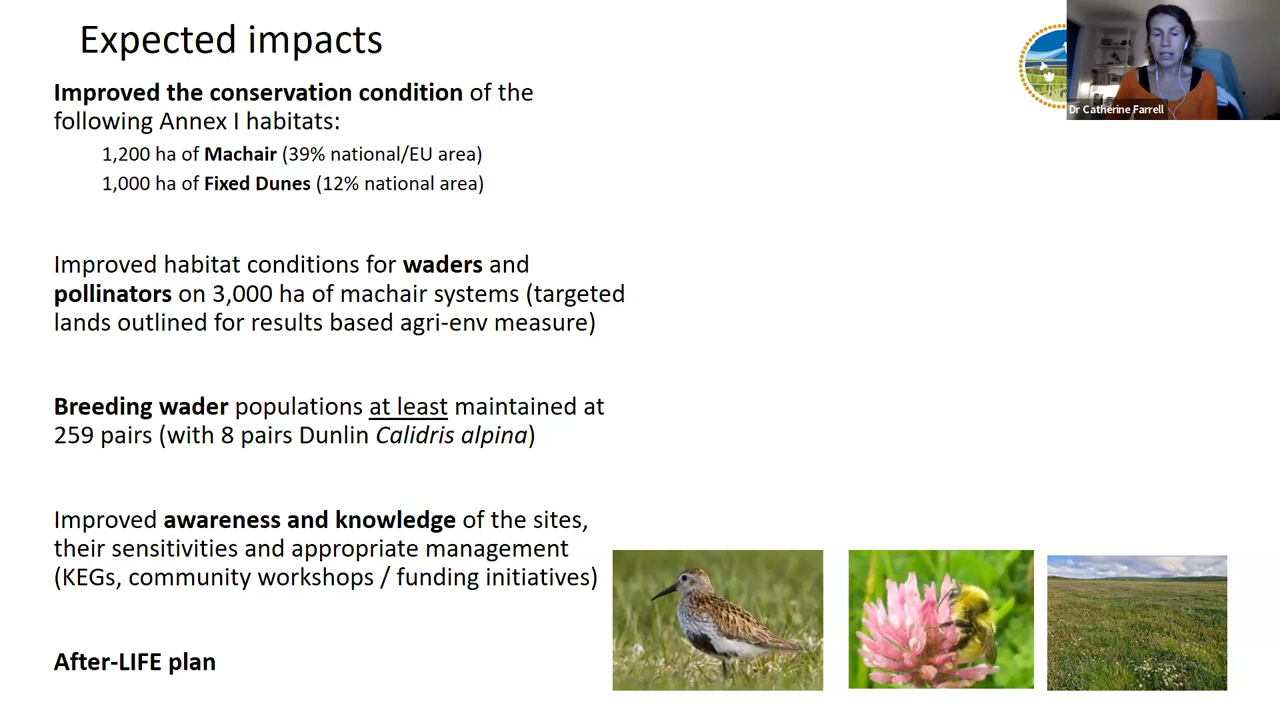 Expected impacts
Improved the conservation condition of the
following Annex I habitats:
1,200 ha of Machair (39% national/EU area)
1,000 ha of Fixed Dunes (12% national area)
Improved habitat conditions for waders and
pollinators on 3,000 ha of machair systems (targeted
lands outlined for results based agri-env measure)
Breeding wader populations at least maintained at
259 pairs (with 8 pairs Dunlin Calidris alpina)
Improved awareness and knowledge of the sites,
their sensitivities and appropriate management
(KEGs, community workshops / funding initiatives)
After-LIFE plan
Dr Catherine Farrell